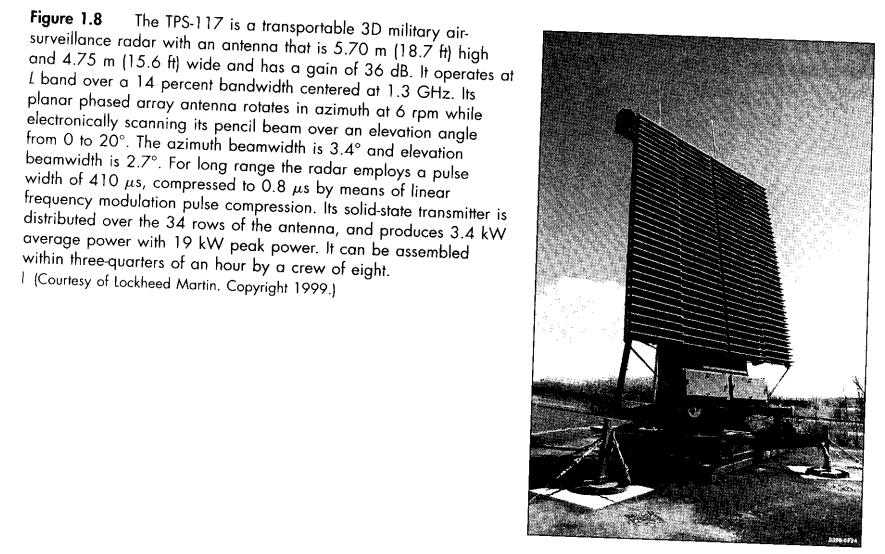 Figure 1.8 The TPS-117 is a transportable 3D military air-
surveillance radar with an antenna that is 5.70 m (18.7 ft) high
and 4.75 m (15.6 ft) wide and has a gain of 36 dB. It operates at
L band over a 14 percent bandwidth centered at 1.3 GHz. Its
planar phased array antenna rotates in azimuth at 6 rpm while
electronically scanning its pencil beam over an elevation angle
from 0 to 20°. The azimuth beamwidth is 3.4° and elevation
beamwidth is 2.7°. For long range the radar employs a pulse
width of 410 μs, compressed to 0.8 μs by means of linear
frequency modulation pulse compression. Its solid-state transmitter is
distributed over the 34 rows of the antenna, and produces 3.4 kW
average power with 19 kW peak power. It can be assembled
within three-quarters of an hour by a crew of eight.
| (Courtesy of Lockheed Martin. Copyright 1999.)